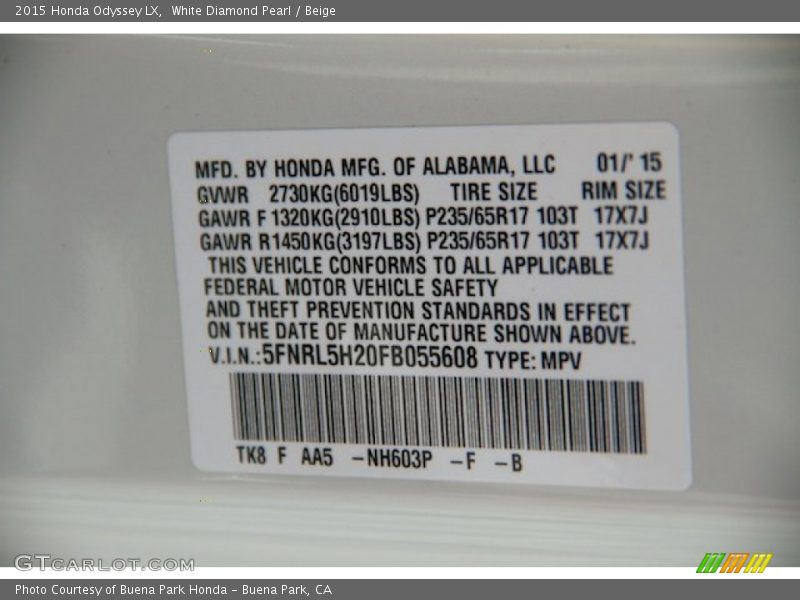 2015 Honda Odyssey LX,  White Diamond Pearl / Beige
MFD. BY HONDA MFG. OF ALABAMA, LLC 01/' 15
GVWR 2730KG(6019LBS) TIRE SIZE RIM SIZE
GAWR F 1320KG(2910LBS) P235/65R17 103T 17X7J
GAWR R1450KG(3197LBS) P235/65R17 103T 17X7J
THIS VEHICLE CONFORMS TO ALL APPLICABLE
FEDERAL MOTOR VEHICLE SAFETY
AND THEFT PREVENTION STANDARDS IN EFFECT
ON THE DATE OF MANUFACTURE SHOWN ABOVE.
V.I.N.:5FNRL5H20FB055608 TYPE: MPV
TK8 F AA5 –NH603P –F –B
GTCARLOT.COM
Photo Courtesy of Buena Park Honda – Buena Park, CA